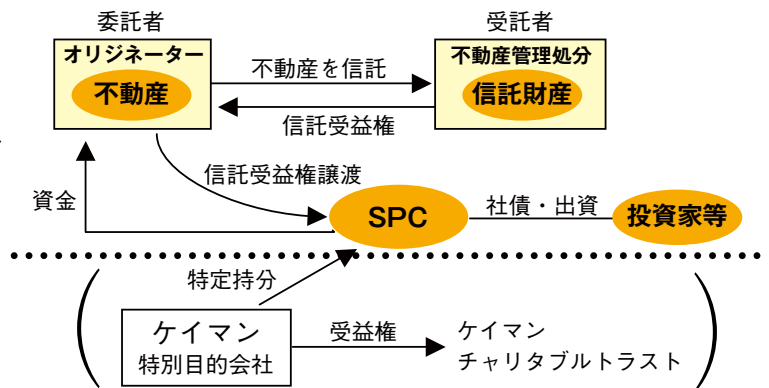 委託者
受託者
オリジネーター
不動産
不動産を信託
信託受益権
不動産管理処分
信託財産
資金
信託受益権譲渡
SPC
社債・出資
投資家等
特定持分
ケイマン
特別目的会社
受益権
ケイマン
チャリタブルトラスト